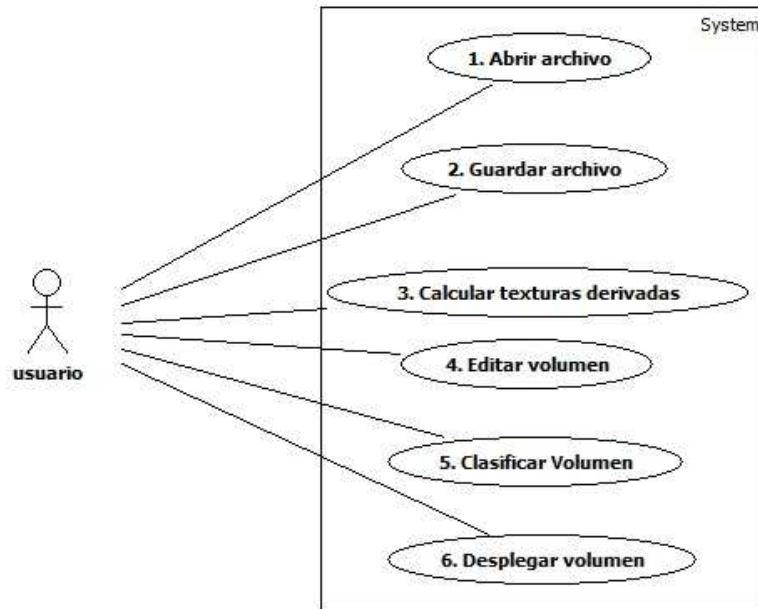 System
1. Abrir archivo
2. Guardar archivo
3. Calcular texturas derivadas
4. Editar volumen
usuario
5. Clasificar Volumen
6. Desplegar volumen